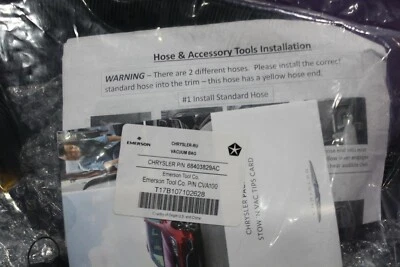 Hose & Accessory Tools Installation
WARNING – There are 2 different hoses. Please install the correct
standard hose into the trim – this hose has a yellow hose end.
#1 Install Standard Hose
EMERSON
CHRYSLER-RU
VACUUM BAG
CHRYSLER P/N 68403829AC
Emerson Tool Co.
Emerson Tool Co. P/N CVA100
T17B107102628
CHRYSLER
STOW N VAC TIPS CARD